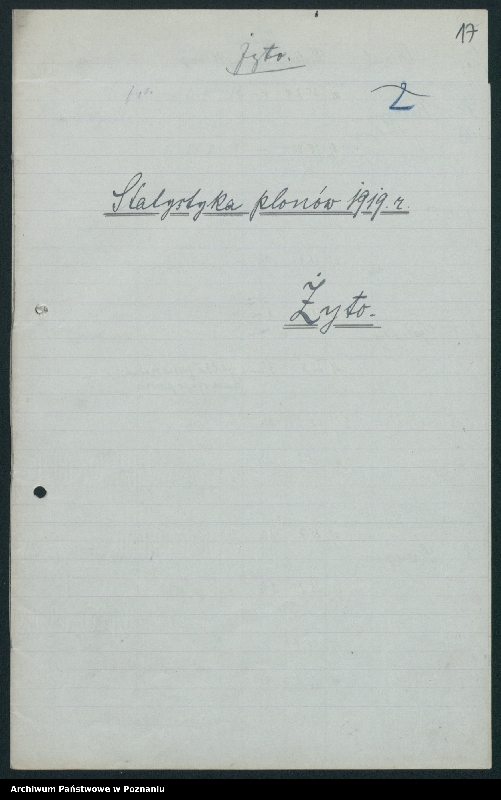 17
Żyto.
2
Statystyka plonów 1919. r.
Żyto.
Archiwum Państwowe w Poznaniu